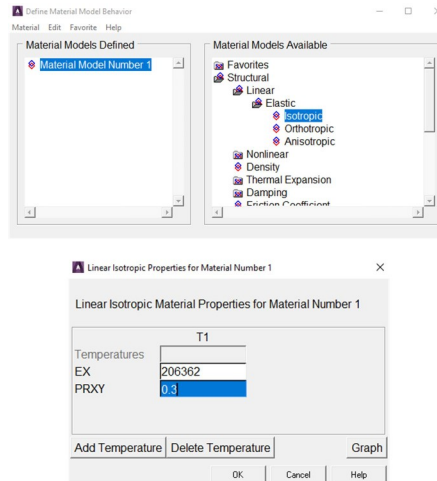 Define Material Model Behavior
Material Edit Favorite Help
Material Models Defined
Material Model Number 1
Material Models Available
Favorites
Structural
Linear
Elastic
Isotropic
Orthotropic
Anisotropic
Nonlinear
Density
Thermal Expansion
Damping
Friction Coefficient
Linear Isotropic Properties for Material Number 1
Linear Isotropic Material Properties for Material Number 1
T1
Temperatures
EX 206362
PRXY 0.3
Add Temperature Delete Temperature Graph
OK Cancel Help